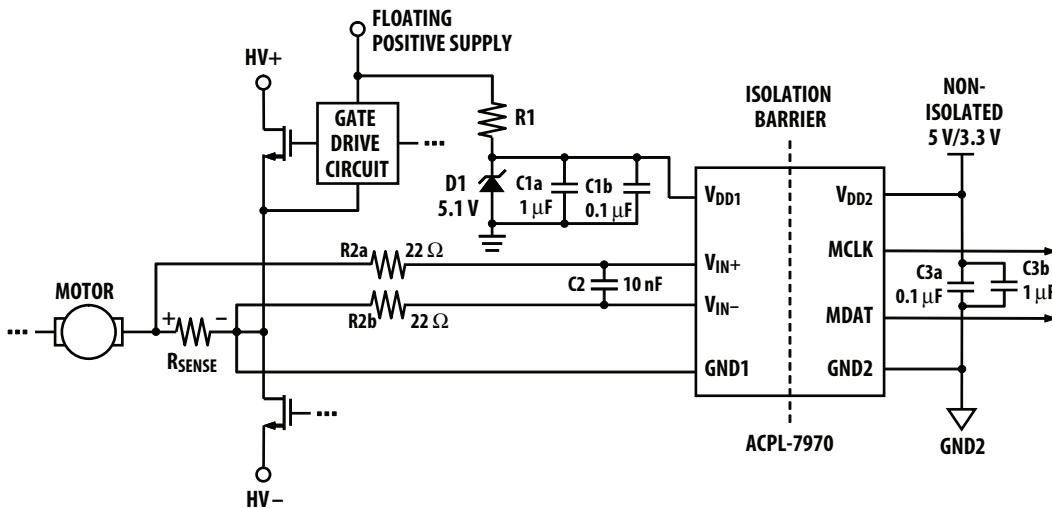 FLOATING
POSITIVE SUPPLY
HV+
GATE
DRIVE
CIRCUIT
R1
D1
5.1 V
C1a
1 μF
C1b
0.1 μF
ISOLATION
BARRIER
NON-
ISOLATED
5 V/3.3 V
VDD1
VIN+
VIN−
GND1
VDD2
MCLK
MDAT
GND2
C3a
0.1 μF
C3b
1 μF
R2a
22 Ω
C2
10 nF
R2b
22 Ω
MOTOR
+
−
RSENSE
HV−
ACPL-7970
GND2